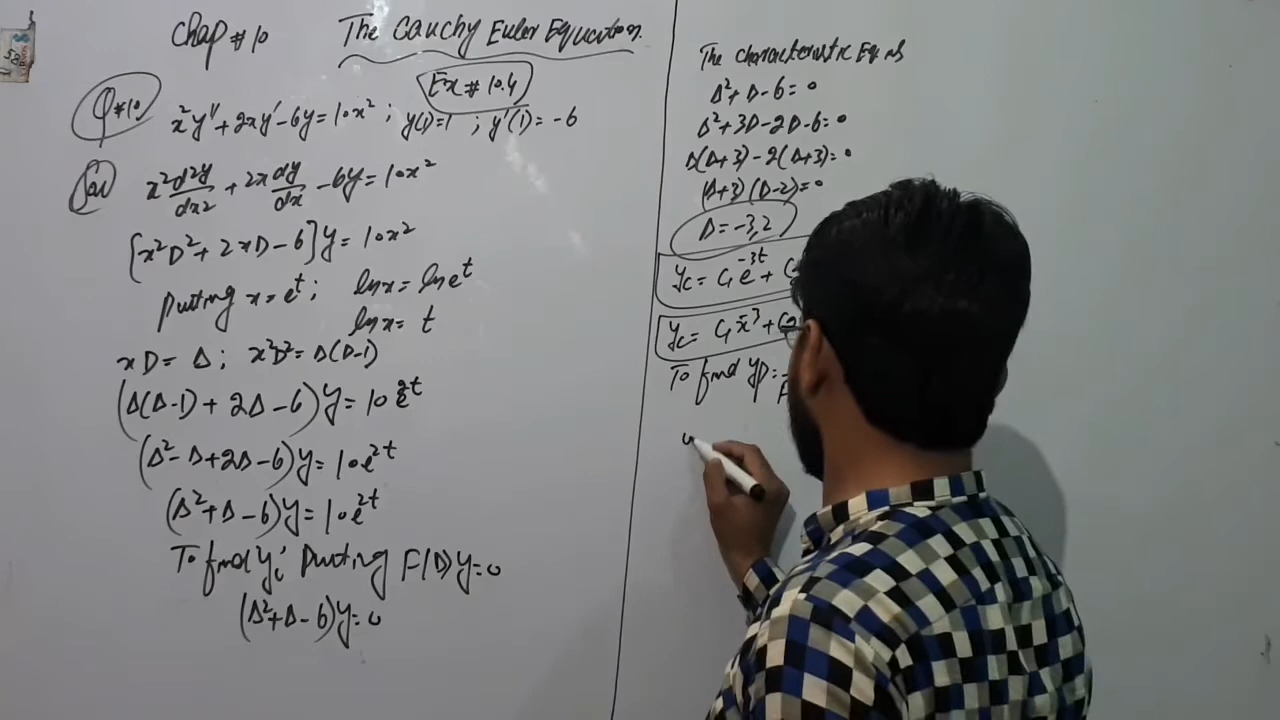 Chap # 10 The Cauchy Euler Equation.
Ex # 10.4
Q#10 x²y'' + 2xy' - 6y = 10x² ; y(1)=1 ; y'(1) = -6
Sol x² d²y/dx² + 2x dy/dx - 6y = 10x²
[x²D² + 2xD - 6]y = 10x²
Putting x = e^t ; lnx = lne^t
lnx = t
xD = Δ ; x²D² = Δ(Δ-1)
(Δ(Δ-1) + 2Δ - 6)y = 10e^2t
(Δ² - Δ + 2Δ - 6)y = 10e^2t
(Δ² + Δ - 6)y = 10e^2t
To find yc Putting F(D)y = 0
(Δ² + Δ - 6)y = 0
The characteristic Eq is
Δ² + Δ - 6 = 0
Δ² + 3Δ - 2Δ - 6 = 0
Δ(Δ+3) - 2(Δ+3) = 0
(Δ+3)(Δ-2) = 0
Δ = -3, 2
yc = C₁e^-3t +
yc = C₁x^-3 +
To find yp =